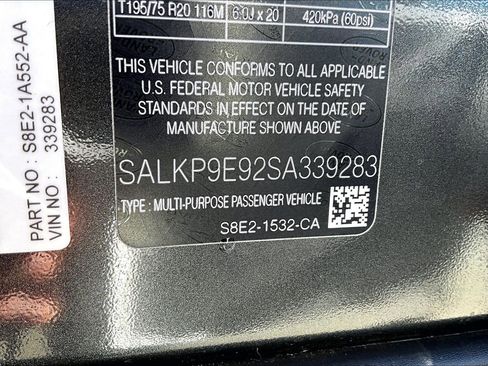 T195/75 R20 116M 6.0J x 20 420kPa (60psi)
THIS VEHICLE CONFORMS TO ALL APPLICABLE
U.S. FEDERAL MOTOR VEHICLE SAFETY
STANDARDS IN EFFECT ON THE DATE OF
MANUFACTURE SHOWN ABOVE
SALKP9E92SA339283
TYPE : MULTI-PURPOSE PASSENGER VEHICLE
S8E2-1532-CA
PART NO : S8E2-1A552-AA
VIN NO : 339283